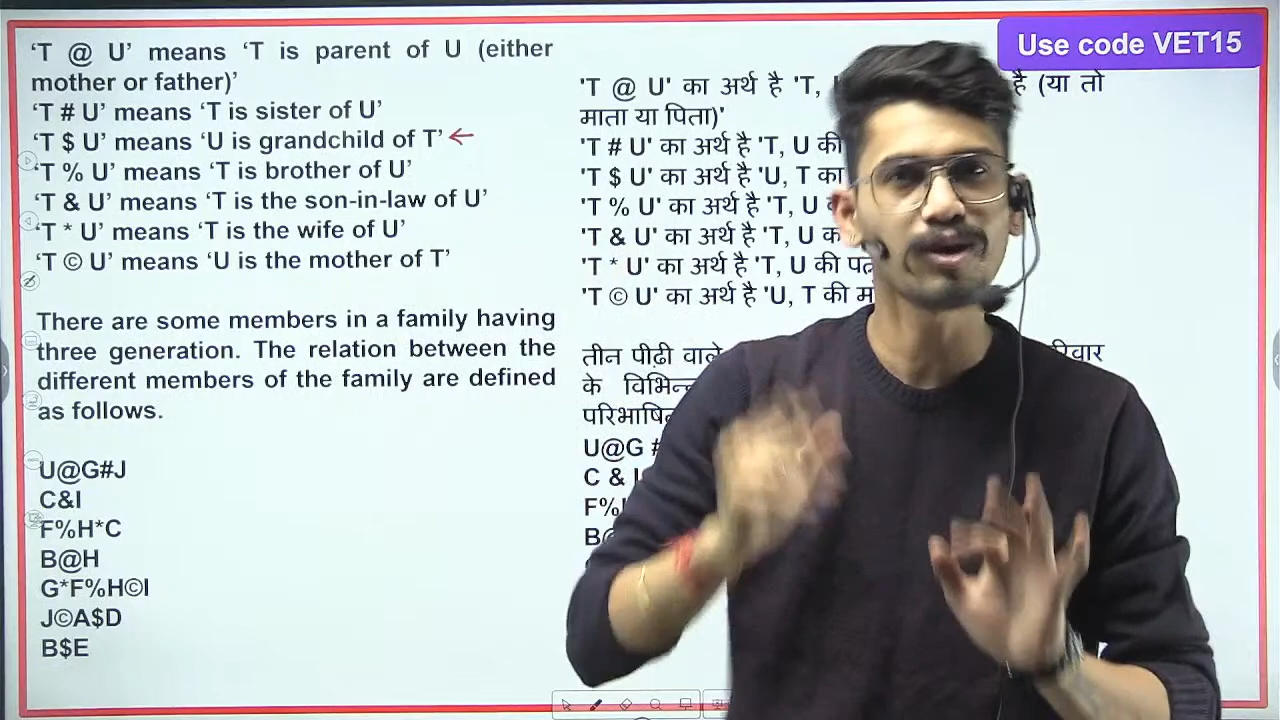 Use code VET15
‘T @ U’ means ‘T is parent of U (either
mother or father)’
‘T # U’ means ‘T is sister of U’
‘T $ U’ means ‘U is grandchild of T’
‘T % U’ means ‘T is brother of U’
‘T & U’ means ‘T is the son-in-law of U’
‘T * U’ means ‘T is the wife of U’
‘T © U’ means ‘U is the mother of T’
There are some members in a family having
three generation. The relation between the
different members of the family are defined
as follows.
U@G#J
C&I
F%H*C
B@H
G*F%H©I
J©A$D
B$E
'T @ U' का अर्थ है 'T, है (या तो
माता या पिता)'
'T # U' का अर्थ है 'T, U की
'T $ U' का अर्थ है 'U, T का
'T % U' का अर्थ है 'T, U
'T & U' का अर्थ है 'T, U
'T * U' का अर्थ है 'T, U की
'T © U' का अर्थ है 'U, T की
तीन पीढ़ी वाले
के
U@G #
C &